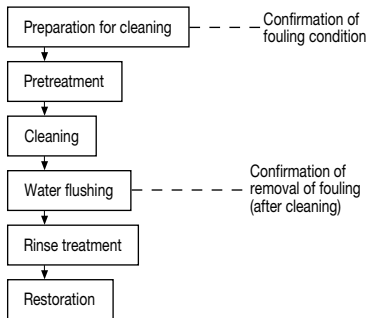 Preparation for cleaning
Confirmation of
fouling condition
Pretreatment
Cleaning
Water flushing
Confirmation of
removal of fouling
(after cleaning)
Rinse treatment
Restoration